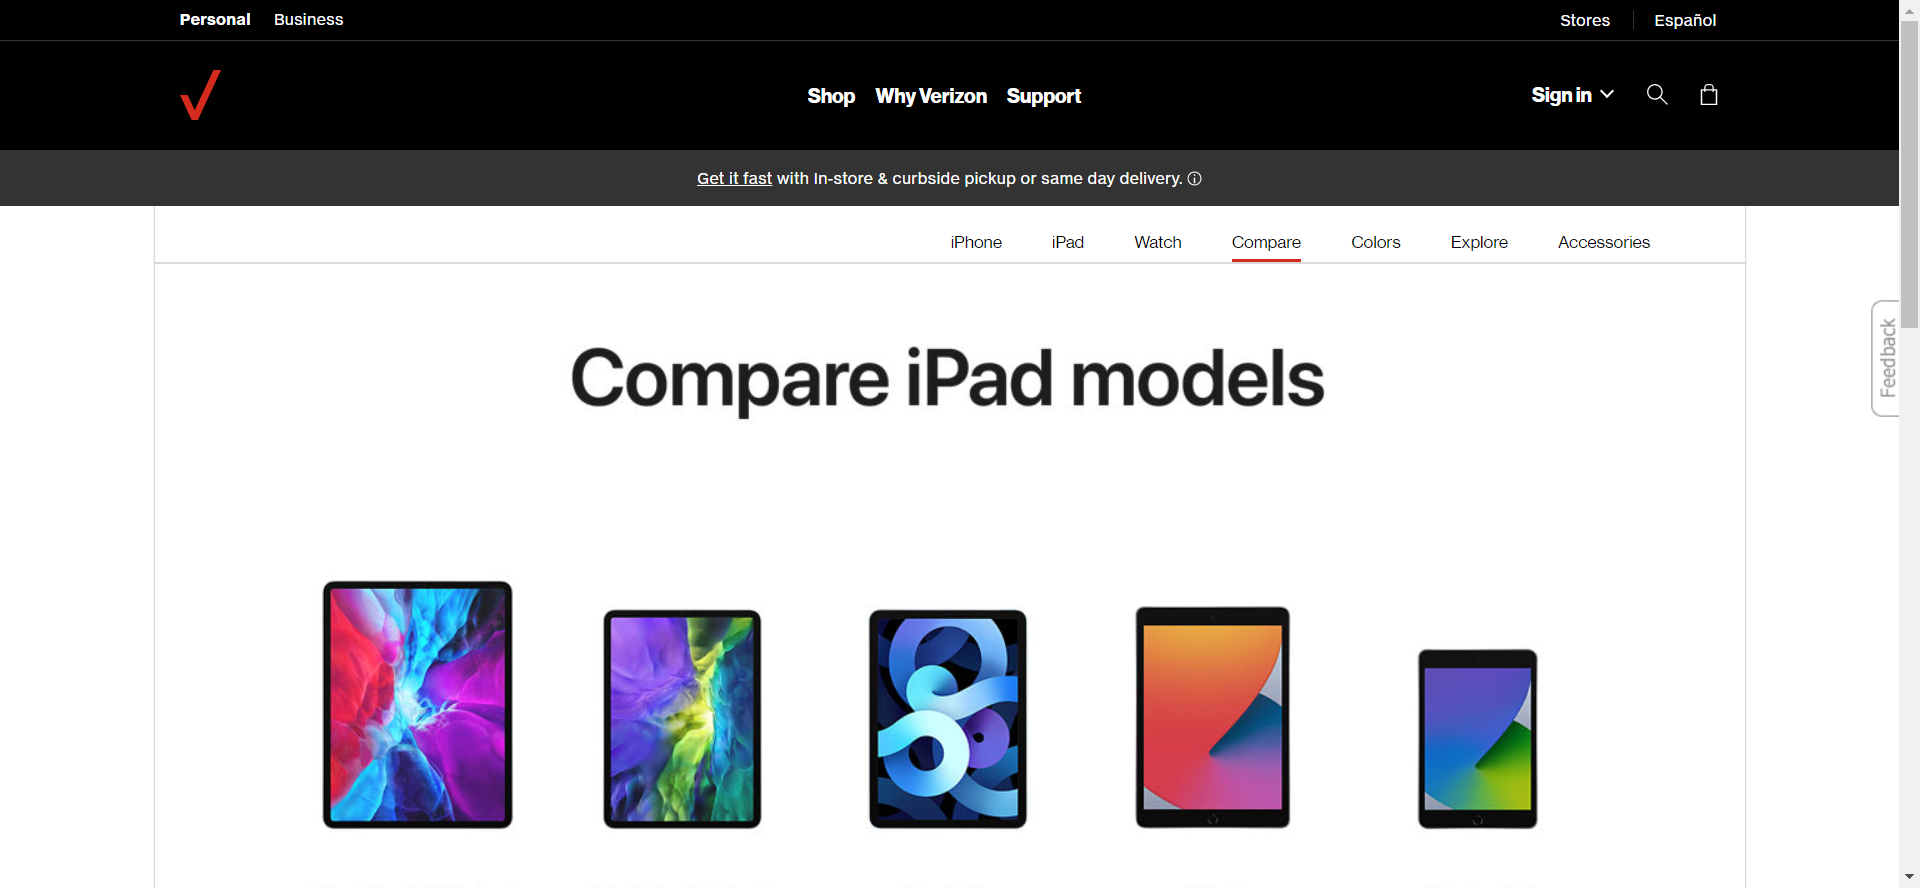 Personal Business
Stores Español
Shop Why Verizon Support
Sign in
Get it fast with In-store & curbside pickup or same day delivery.
iPhone iPad Watch Compare Colors Explore Accessories
Feedback
Compare iPad models